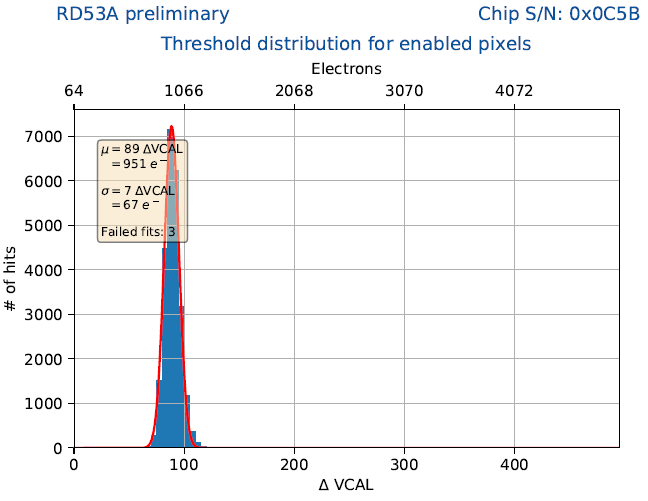 RD53A preliminary
Chip S/N: 0x0C5B
Threshold distribution for enabled pixels
Electrons
64 1066 2068 3070 4072
7000
6000
5000
4000
3000
2000
1000
0
# of hits
μ = 89 ΔVCAL
= 951 e⁻
σ = 7 ΔVCAL
= 67 e⁻
Failed fits: 3
0 100 200 300 400
Δ VCAL